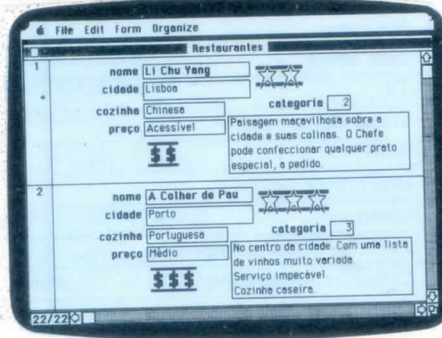 File Edit Form Organize
Restaurantes
1
nome Li Chu Yang
cidade Lisboa
cozinha Chinesa
categoria 2
preço Acessível
Paisagem maravilhosa sobre a
cidade e suas colinas. O Chefe
pode confeccionar qualquer prato
especial, a pedido.
$$
2
nome A Colher de Pau
cidade Porto
cozinha Portuguesa
categoria 3
preço Médio
No centro da cidade. Com uma lista
de vinhos muito variada.
Serviço impecável.
Cozinha caseira.
$$$
22/22